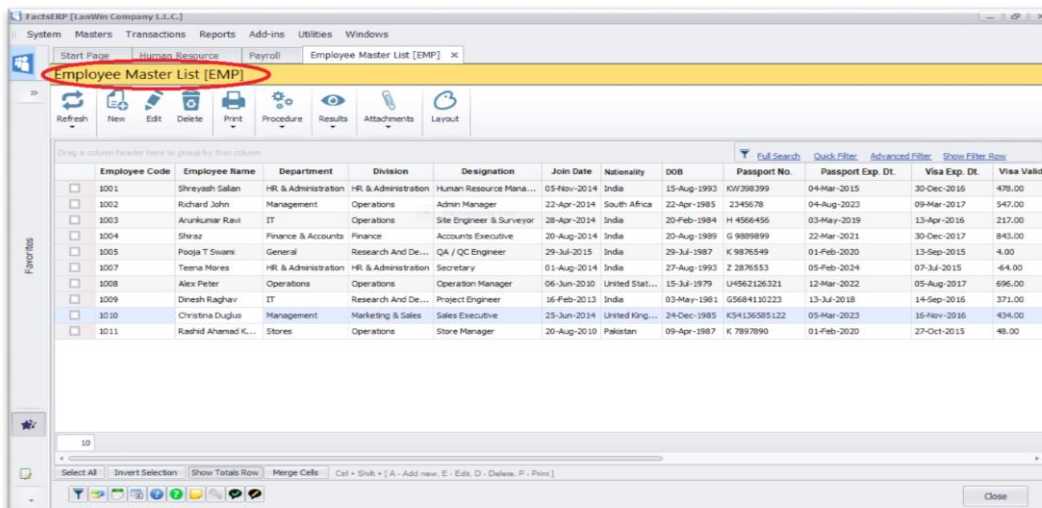 FactsERP [LanWin Company L.L.C.]
System Masters Transactions Reports Add-ins Utilities Windows
Start Page Human Resource Payroll Employee Master List [EMP] ×
Employee Master List [EMP]
Refresh New Edit Delete Print Procedure Results Attachments Layout
Drag a column header here to group by that column Full Search Quick Filter Advanced Filter Show Filter Row
Employee Code Employee Name Department Division Designation Join Date Nationality DOB Passport No. Passport Exp. Dt. Visa Exp. Dt. Visa Valid
1001 Shreyash Salian HR & Administration HR & Administration Human Resource Mana... 05-Nov-2014 India 15-Aug-1993 KW398399 04-Mar-2015 30-Dec-2016 478.00
1002 Richard John Management Operations Admin Manager 22-Apr-2014 South Africa 22-Apr-1985 2345678 04-Aug-2023 09-Mar-2017 547.00
1003 Arunkumar Ravi IT Operations Site Engineer & Surveyor 28-Apr-2014 India 20-Feb-1984 H 4566456 03-May-2019 13-Apr-2016 217.00
1004 Shiraz Finance & Accounts Finance Accounts Executive 20-Aug-2014 India 20-Aug-1989 G 9889899 22-Mar-2021 30-Dec-2017 843.00
1005 Pooja T Swami General Research And De... QA / QC Engineer 29-Jul-2015 India 29-Jul-1987 K 9876549 01-Feb-2020 13-Sep-2015 4.00
1007 Teena Mores HR & Administration HR & Administration Secretary 01-Aug-2014 India 27-Aug-1993 Z 2876553 05-Feb-2024 07-Jul-2015 -64.00
1008 Alex Peter Operations Operations Operation Manager 06-Jun-2010 United Stat... 15-Jul-1979 U4562126321 12-Mar-2022 05-Aug-2017 696.00
1009 Dinesh Raghav IT Research And De... Project Engineer 16-Feb-2013 India 03-May-1981 G5684110223 13-Jul-2018 14-Sep-2016 371.00
1010 Christina Duglus Management Marketing & Sales Sales Executive 25-Jun-2014 United King... 24-Dec-1985 K54136585122 05-Mar-2023 16-Nov-2016 434.00
1011 Rashid Ahamad K... Stores Operations Store Manager 20-Aug-2010 Pakistan 09-Apr-1987 K 7897890 01-Feb-2020 27-Oct-2015 48.00
Favorites
10
Select All Invert Selection Show Totals Row Merge Cells Ctrl + Shift + [ A - Add new, E - Edit, D - Delete, P - Print ]
Close